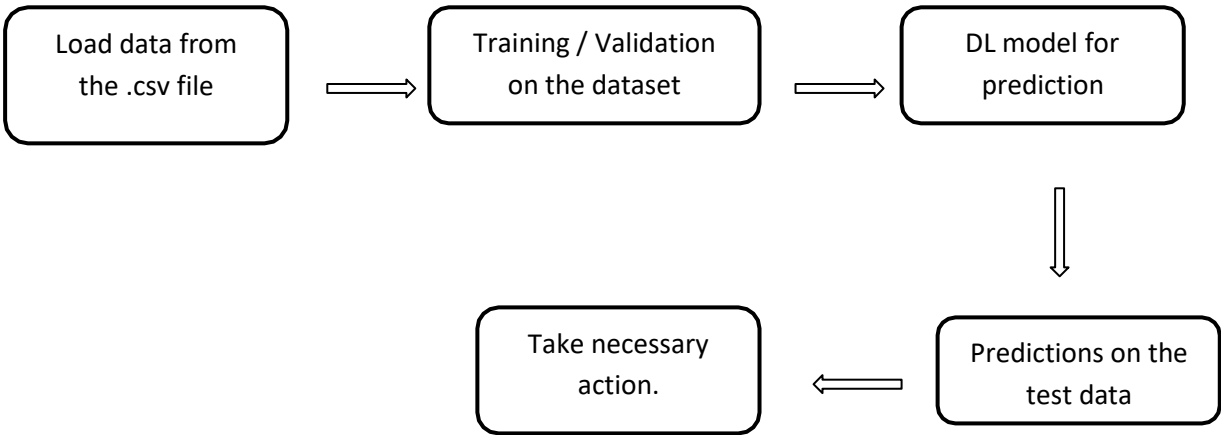 Load data from
the .csv file
Training / Validation
on the dataset
DL model for
prediction
Predictions on the
test data
Take necessary
action.